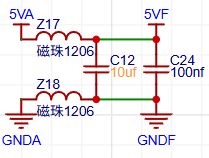 5VA
5VF
Z17
磁珠1206
C12
10uf
C24
100nf
Z18
磁珠1206
GNDA
GNDF